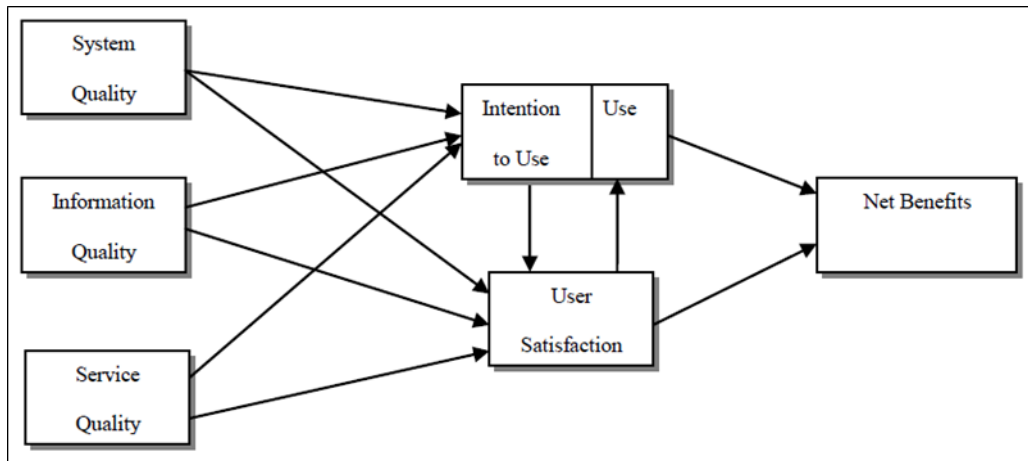 System
Quality
Intention
to Use
Use
Information
Quality
Net Benefits
User
Satisfaction
Service
Quality